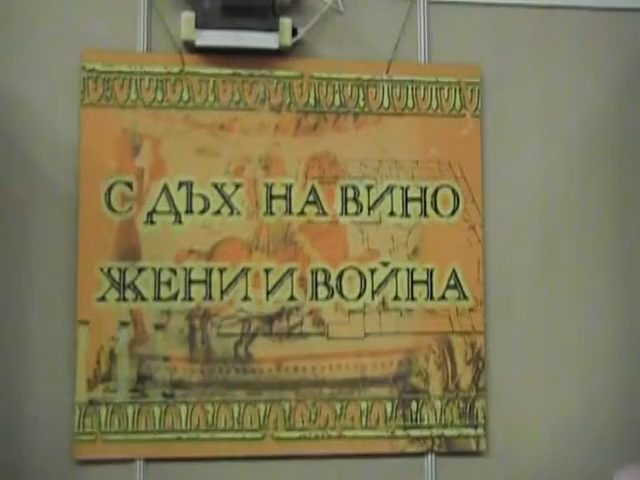 С ДЪХ НА ВИНО
ЖЕНИ И ВОЙНА